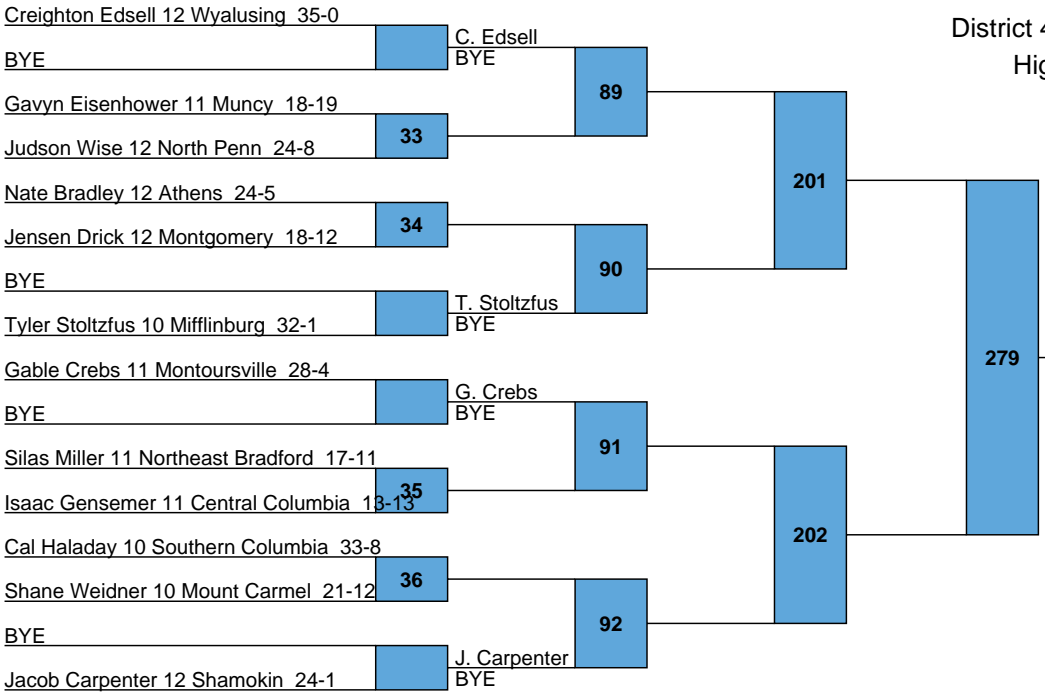 Creighton Edsell 12 Wyalusing 35-0
BYE
C. Edsell
BYE
Gavyn Eisenhower 11 Muncy 18-19
Judson Wise 12 North Penn 24-8
33
89
Nate Bradley 12 Athens 24-5
Jensen Drick 12 Montgomery 18-12
34
BYE
Tyler Stoltzfus 10 Mifflinburg 32-1
T. Stoltzfus
BYE
90
201
Gable Crebs 11 Montoursville 28-4
BYE
G. Crebs
BYE
Silas Miller 11 Northeast Bradford 17-11
Isaac Gensemer 11 Central Columbia 13-13
35
91
Cal Haladay 10 Southern Columbia 33-8
Shane Weidner 10 Mount Carmel 21-12
36
BYE
Jacob Carpenter 12 Shamokin 24-1
J. Carpenter
BYE
92
202
279
District 4
Hig